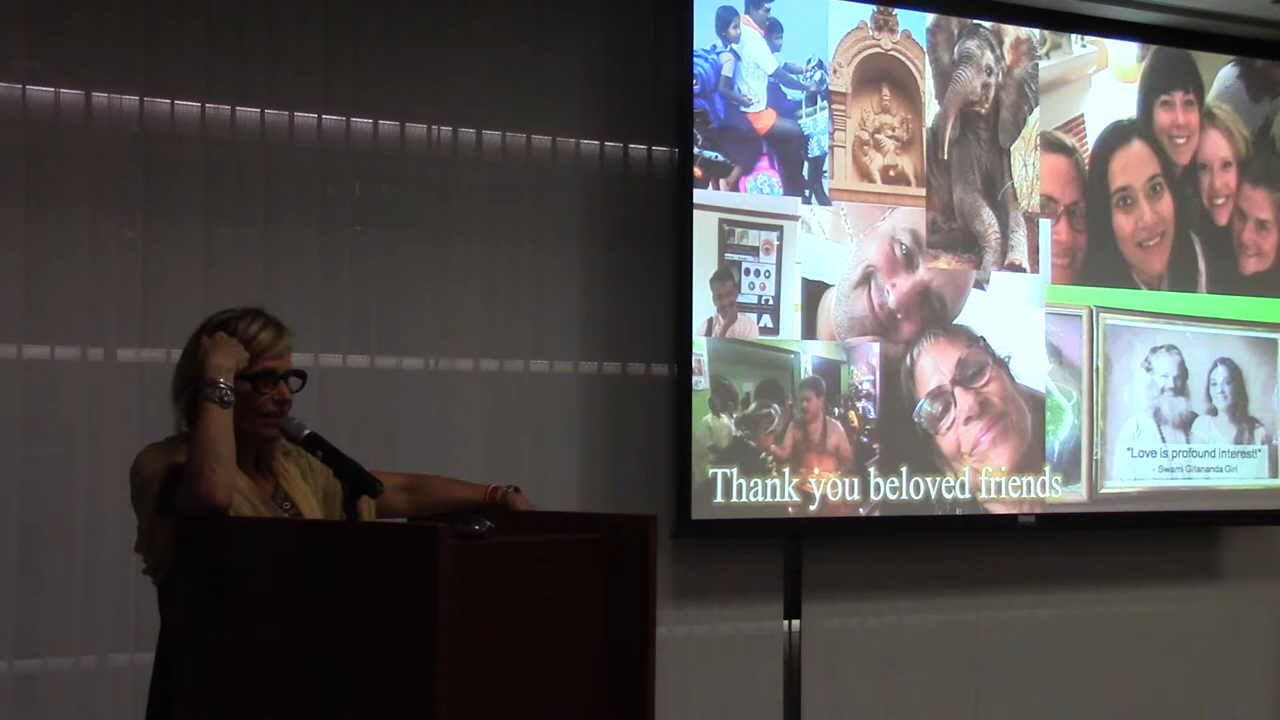 "Love is profound interest!"
- Swami Gitananda Giri
Thank you beloved friends